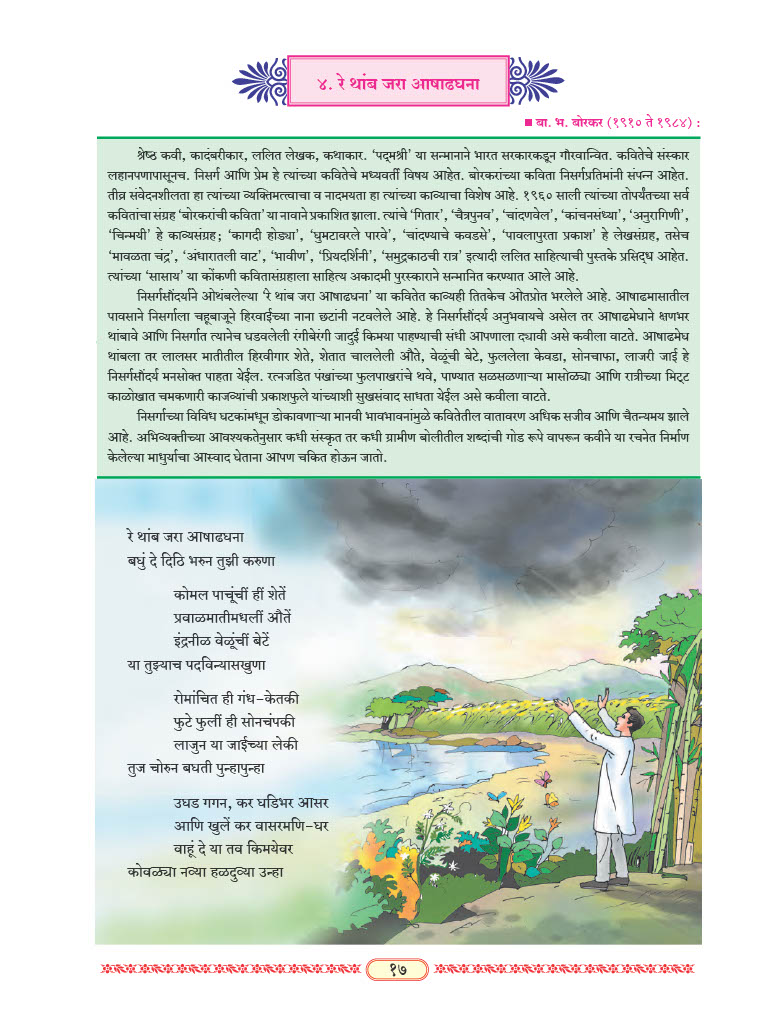 ४. रे थांब जरा आषाढघना
■ बा. भ. बोरकर (१९१० ते १९८४) :
श्रेष्ठ कवी, कादंबरीकार, ललित लेखक, कथाकार. ‘पद्‌मश्री’ या सन्मानाने भारत सरकारकडून गौरवान्वित. कवितेचे संस्कार
लहानपणापासूनच. निसर्ग आणि प्रेम हे त्यांच्या कवितेचे मध्यवर्ती विषय आहेत. बोरकरांच्या कविता निसर्गप्रतिमांनी संपन्न आहेत.
तीव्र संवेदनशीलता हा त्यांच्या व्यक्तिमत्त्वाचा व नादमयता हा त्यांच्या काव्याचा विशेष आहे. १९६० साली त्यांच्या तोपर्यंतच्या सर्व
कवितांचा संग्रह ‘बोरकरांची कविता’ या नावाने प्रकाशित झाला. त्यांचे ‘गितार’, ‘चैत्रपुनव’, ‘चांदणवेल’, ‘कांचनसंध्या’, ‘अनुरागिणी’,
‘चिन्मयी’ हे काव्यसंग्रह; ‘कागदी होड्या’, ‘घुमटावरले पारवे’, ‘चांदण्याचे कवडसे’, ‘पावलापुरता प्रकाश’ हे लेखसंग्रह, तसेच
‘मावळता चंद्र’, ‘अंधारातली वाट’, ‘भावीण’, ‘प्रियदर्शिनी’, ‘समुद्रकाठची रात्र’ इत्यादी ललित साहित्याची पुस्तके प्रसिद्ध आहेत.
त्यांच्या ‘सासाय’ या कोंकणी कवितासंग्रहाला साहित्य अकादमी पुरस्काराने सन्मानित करण्यात आले आहे.
निसर्गसौंदर्याने ओथंबलेल्या ‘रे थांब जरा आषाढघना’ या कवितेत काव्यही तितकेच ओतप्रोत भरलेले आहे. आषाढमासातील
पावसाने निसर्गाला चहूबाजूने हिरवाईच्या नाना छटांनी नटवलेले आहे. हे निसर्गसौंदर्य अनुभवायचे असेल तर आषाढमेघाने क्षणभर
थांबावे आणि निसर्गात त्यानेच घडवलेली रंगीबेरंगी जादुई किमया पाहण्याची संधी आपणाला द्यावी असे कवीला वाटते. आषाढमेघ
थांबला तर लालसर मातीतील हिरवीगार शेते, शेतात चाललेली औते, वेळूंची बेटे, फुललेला केवडा, सोनचाफा, लाजरी जाई हे
निसर्गसौंदर्य मनसोक्त पाहता येईल. रत्नजडित पंखांच्या फुलपाखरांचे थवे, पाण्यात सळसळणाऱ्या मासोळ्या आणि रात्रीच्या मिट्ट
काळोखात चमकणारी काजव्यांची प्रकाशफुले यांच्याशी सुखसंवाद साधता येईल असे कवीला वाटते.
निसर्गाच्या विविध घटकांमधून डोकावणाऱ्या मानवी भावभावनांमुळे कवितेतील वातावरण अधिक सजीव आणि चैतन्यमय झाले
आहे. अभिव्यक्तीच्या आवश्यकतेनुसार कधी संस्कृत तर कधी ग्रामीण बोलीतील शब्दांची गोड रूपे वापरून कवीने या रचनेत निर्माण
केलेल्या माधुर्याचा आस्वाद घेताना आपण चकित होऊन जातो.
रे थांब जरा आषाढघना
बघुं दे दिठि भरुन तुझी करुणा
कोमल पाचूंचीं हीं शेतें
प्रवाळमातीमधलीं औतें
इंद्रनीळ वेळूंचीं बेटें
या तुझ्याच पदविन्यासखुणा
रोमांचित ही गंध-केतकी
फुटे फुलीं ही सोनचंपकी
लाजुन या जाईच्या लेकी
तुज चोरुन बघती पुन्हापुन्हा
उघड गगन, कर घडिभर आसर
आणि खुलें कर वासरमणि-घर
वाहूं दे या तव किमयेवर
कोवळ्या नव्या हळदुव्या उन्हा
१७